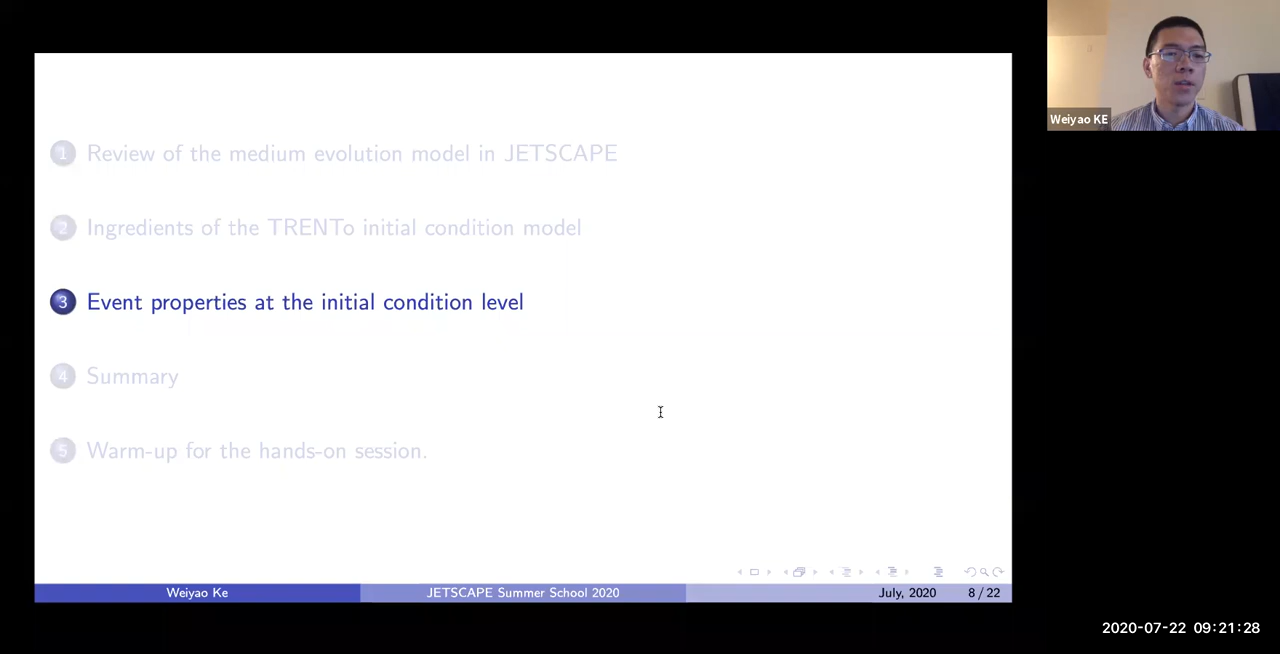 1 Review of the medium evolution model in JETSCAPE
Weiyao KE
2 Ingredients of the TRENTo initial condition model
3 Event properties at the initial condition level
4 Summary
5 Warm-up for the hands-on session.
Weiyao Ke JETSCAPE Summer School 2020 July, 2020 8 / 22
2020-07-22 09:21:28